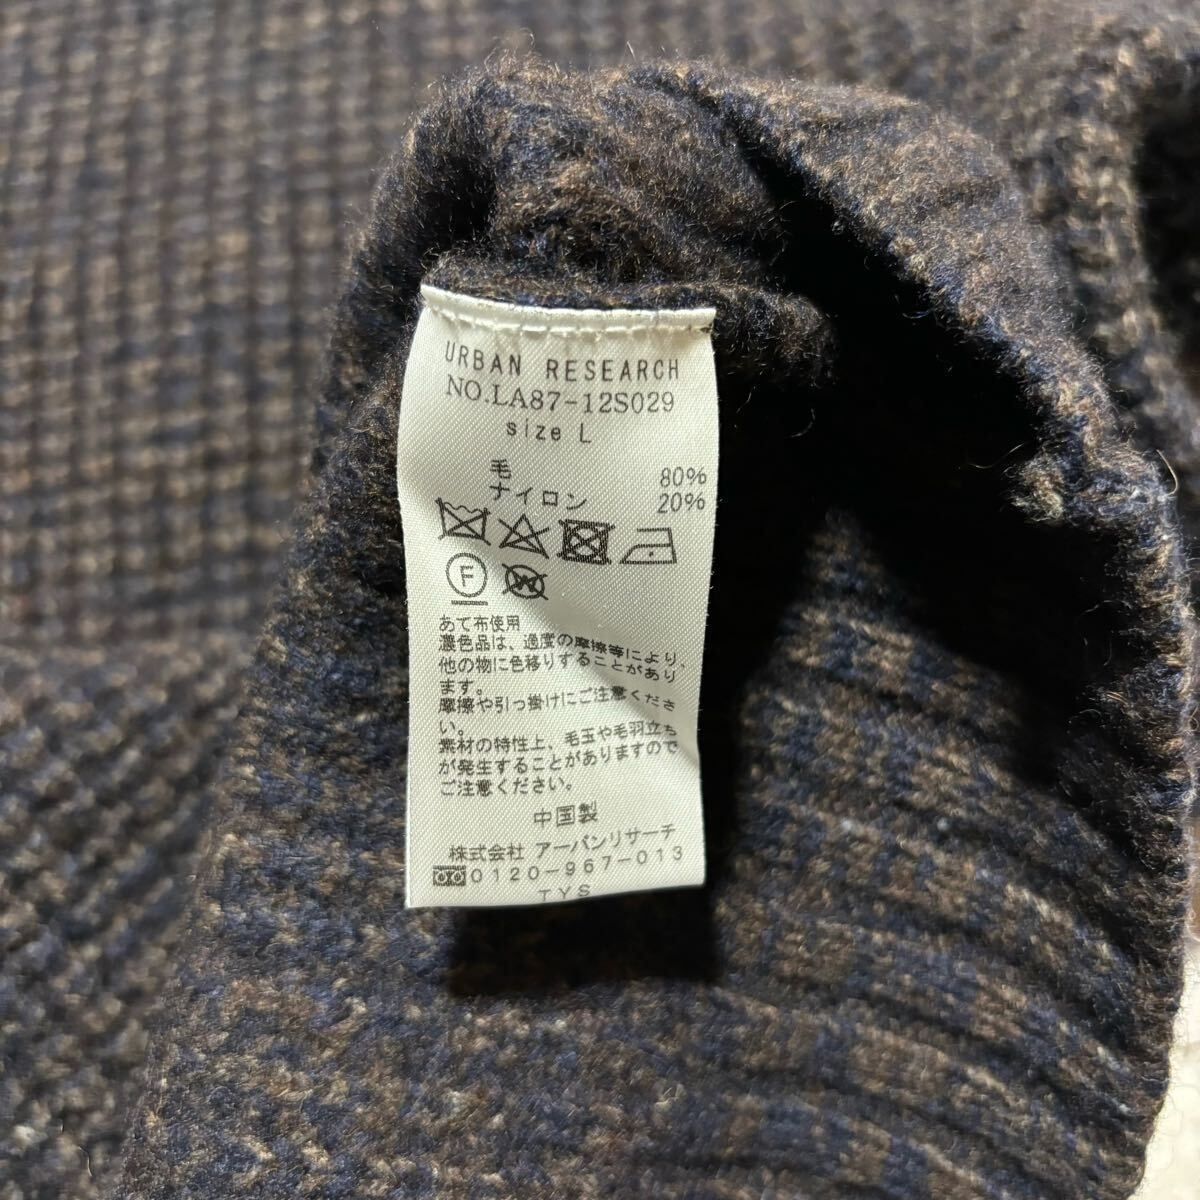 URBAN RESEARCH
NO.LA87-12S029
size L
毛 80%
ナイロン 20%
F W
あて布使用
濃色品は、過度の摩擦等により、
他の物に色移りすることがあり
ます。
摩擦や引っ掛けにご注意くださ
い。
素材の特性上、毛玉や毛羽立ち
が発生することがありますので
ご注意ください。
中国製
株式会社 アーバンリサーチ
0120-967-013
TYS